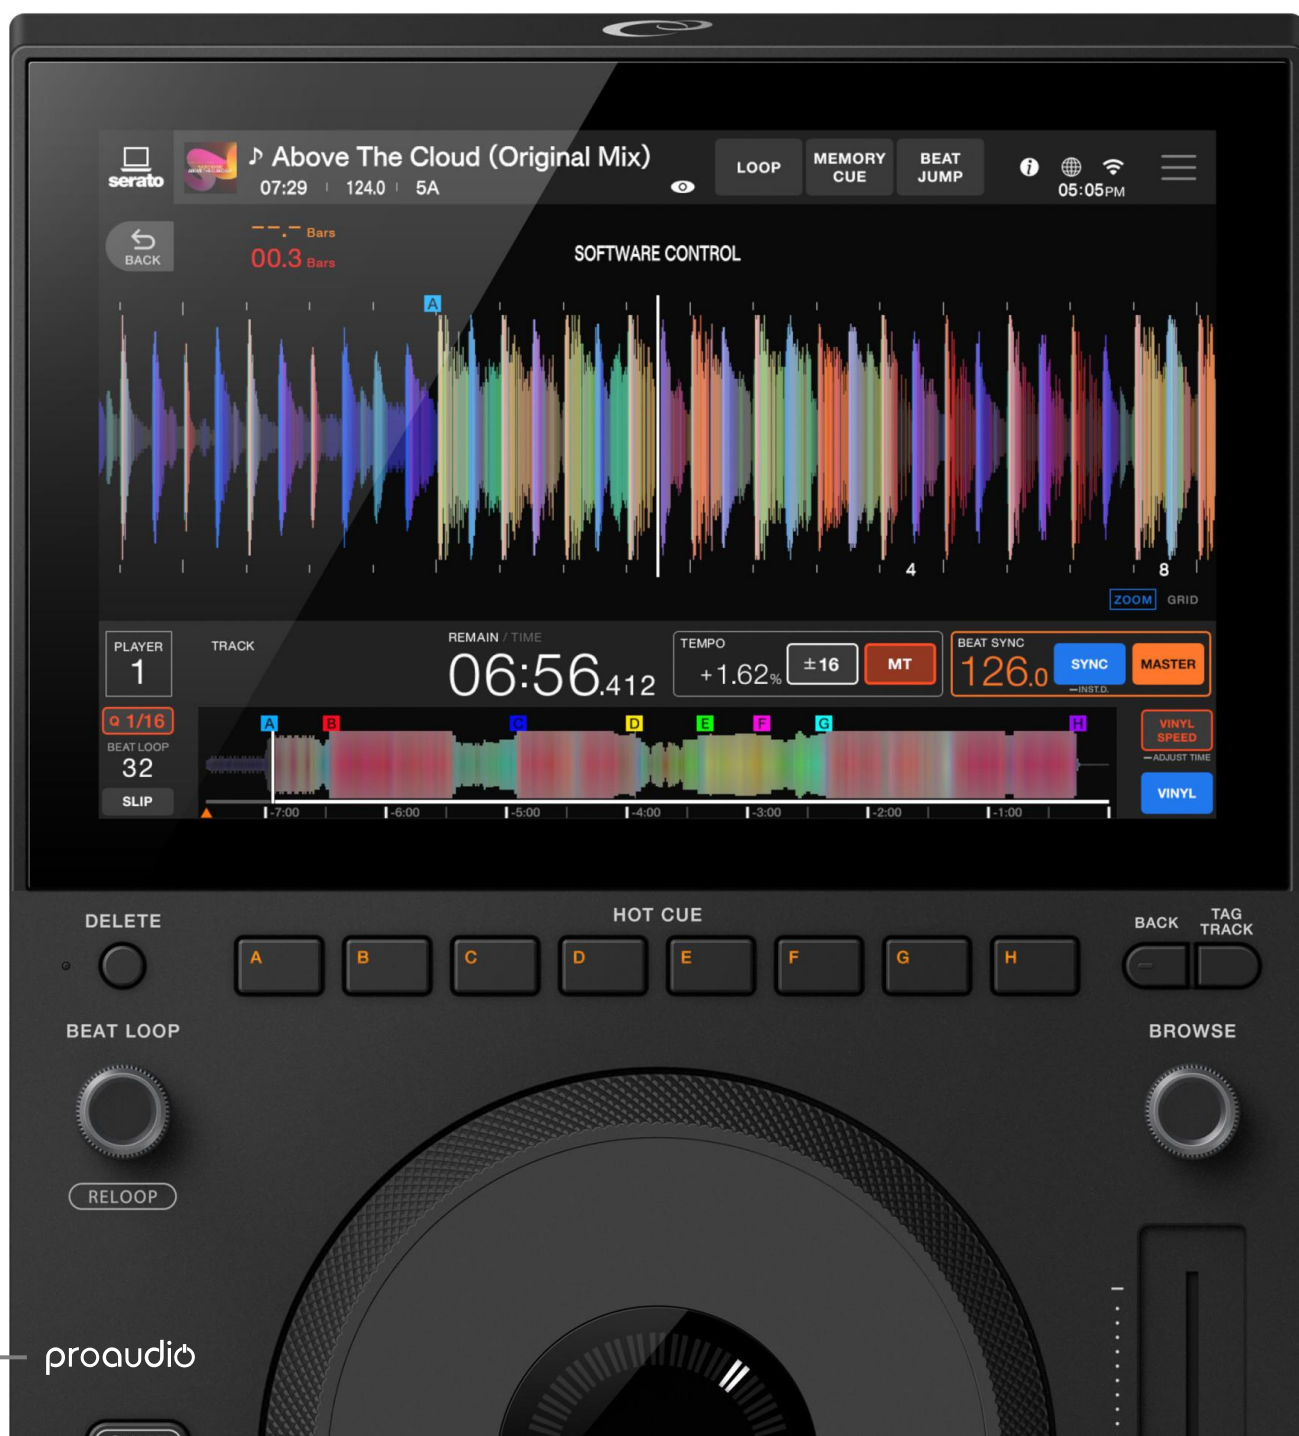 serato
♪ Above The Cloud (Original Mix)
07:29 124.0 5A
LOOP
MEMORY
CUE
BEAT
JUMP
i
05:05PM
BACK
--.- Bars
00.3 Bars
SOFTWARE CONTROL
A
4 8
ZOOM GRID
PLAYER
1
TRACK
REMAIN / TIME
06:56.412
TEMPO
+1.62%
±16
MT
BEAT SYNC
126.0
SYNC
INST.D.
MASTER
Q 1/16
BEAT LOOP
32
SLIP
A B C D E F G H
-7:00 -6:00 -5:00 -4:00 -3:00 -2:00 -1:00
VINYL
SPEED
ADJUST TIME
VINYL
DELETE
HOT CUE
BACK
TAG
TRACK
A B C D E F G H
BEAT LOOP
BROWSE
RELOOP
proaudio